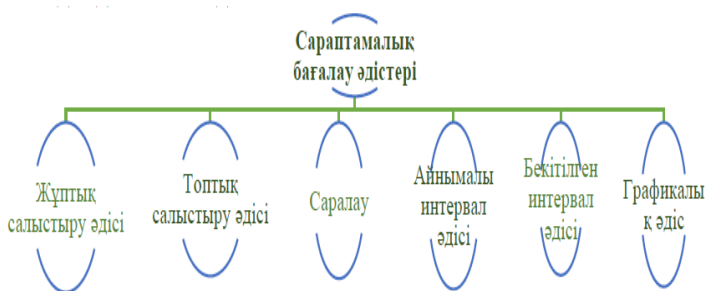 Сараптамалық
бағалау әдістері
Жұптық
салыстыру әдісі
Топтық
салыстыру әдісі
Саралау
Айнымалы
интервал
әдісі
Бекітілген
интервал
әдісі
Графикалы
қ әдіс